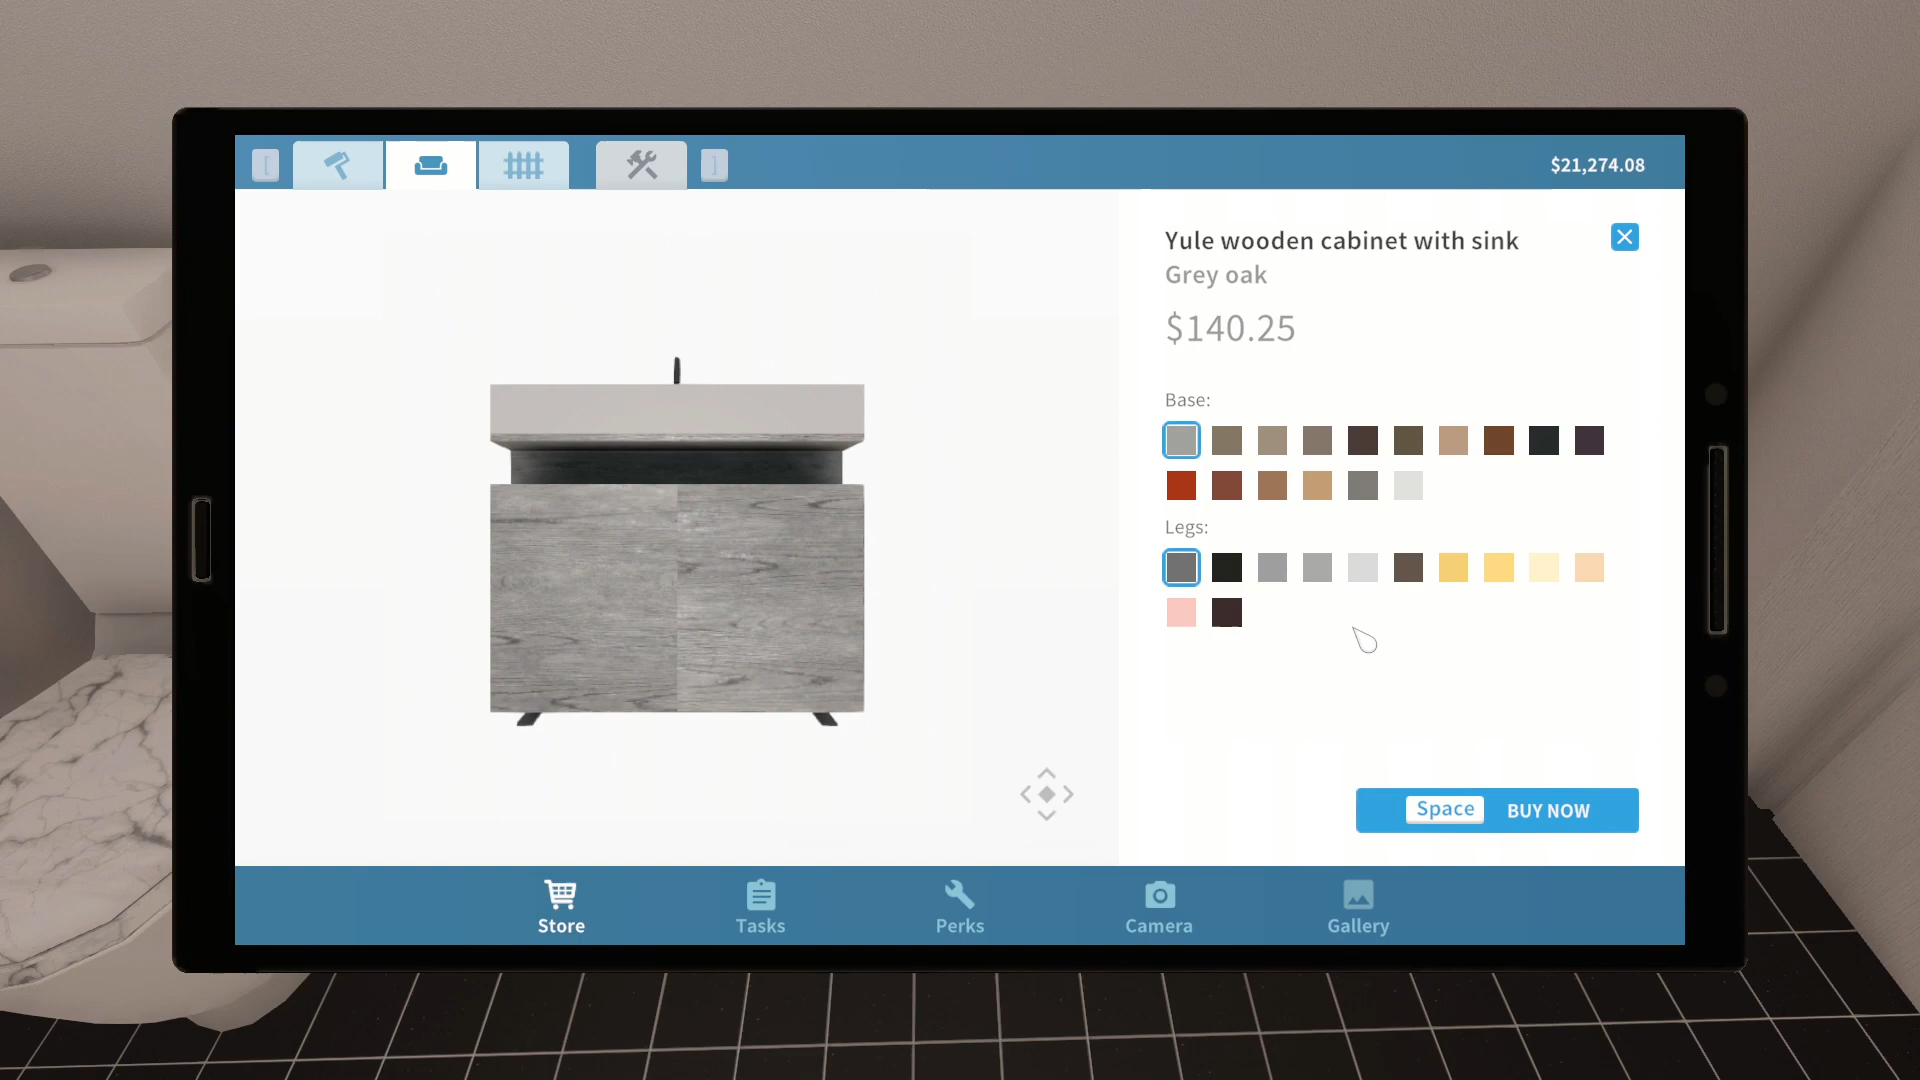 [
]
$21,274.08
Yule wooden cabinet with sink
Grey oak
$140.25
Base:
Legs:
Space BUY NOW
Store
Tasks
Perks
Camera
Gallery